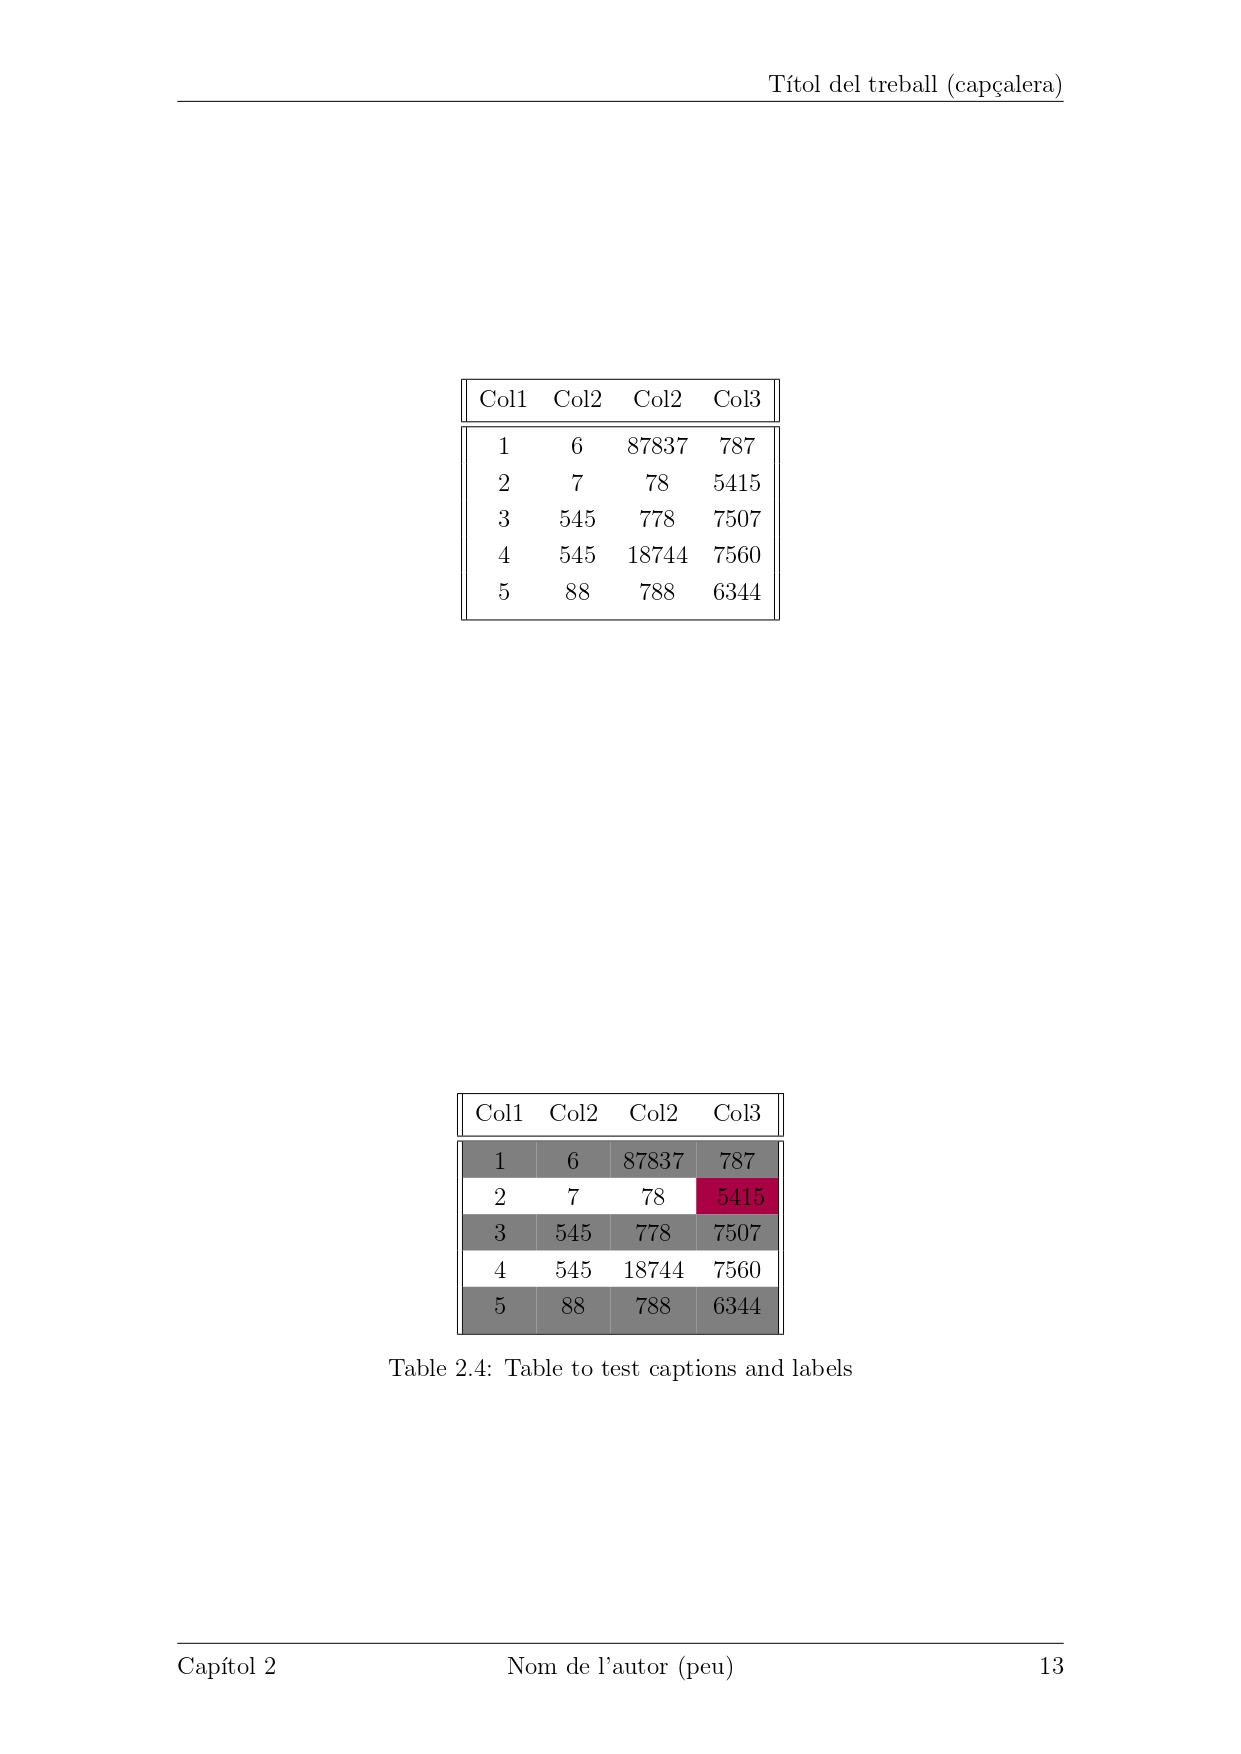 Títol del treball (capçalera)
Col1 Col2 Col2 Col3
1 6 87837 787
2 7 78 5415
3 545 778 7507
4 545 18744 7560
5 88 788 6344
Col1 Col2 Col2 Col3
1 6 87837 787
2 7 78 5415
3 545 778 7507
4 545 18744 7560
5 88 788 6344
Table 2.4: Table to test captions and labels
Capítol 2 Nom de l'autor (peu) 13